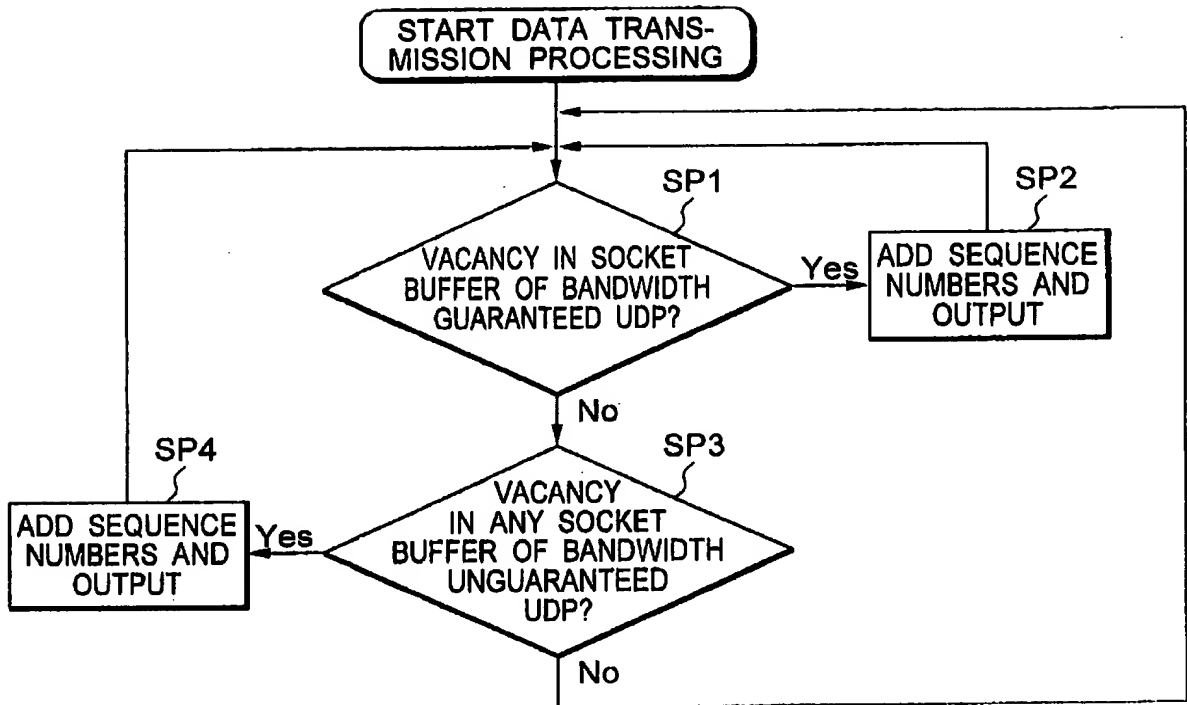 START DATA TRANS-
MISSION PROCESSING
SP1
VACANCY IN SOCKET
BUFFER OF BANDWIDTH
GUARANTEED UDP?
Yes
SP2
ADD SEQUENCE
NUMBERS AND
OUTPUT
No
SP3
VACANCY
IN ANY SOCKET
BUFFER OF BANDWIDTH
UNGUARANTEED
UDP?
Yes
SP4
ADD SEQUENCE
NUMBERS AND
OUTPUT
No